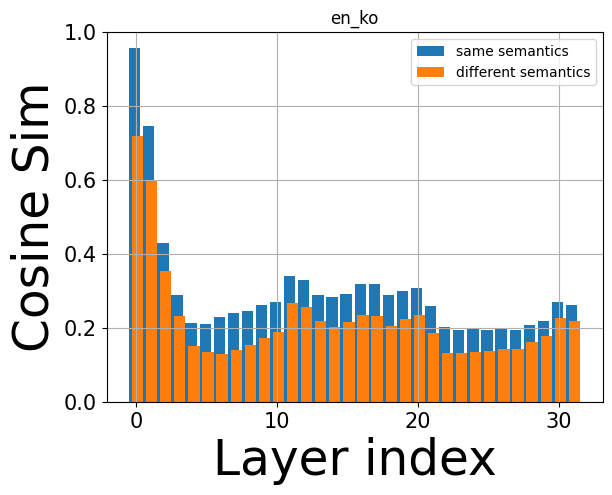 en_ko
same semantics
different semantics
Cosine Sim
1.0
0.8
0.6
0.4
0.2
0.0
0 10 20 30
Layer index